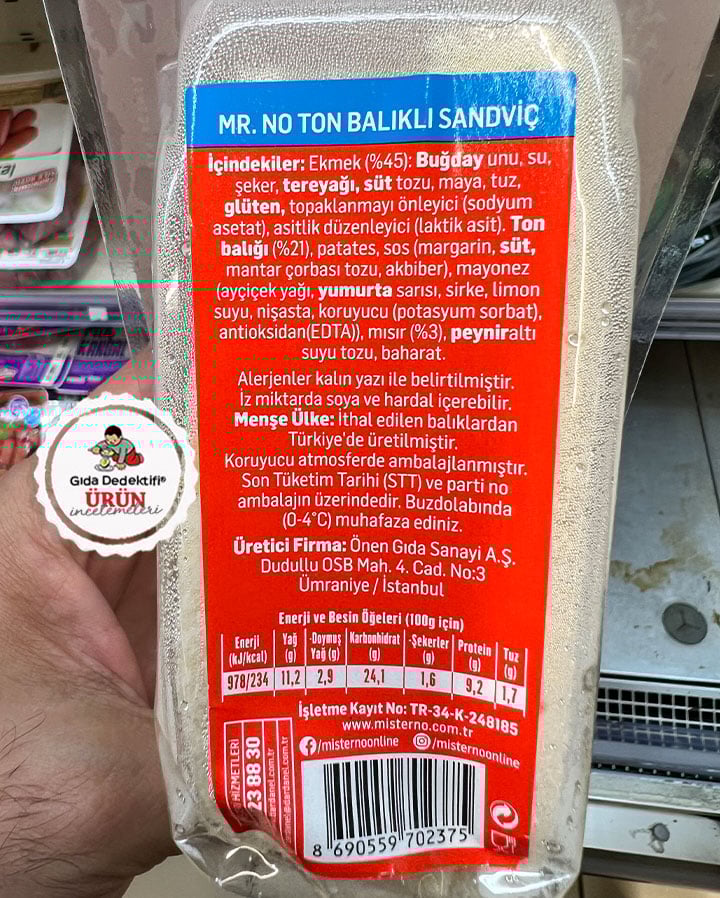 MR. NO TON BALIKLI SANDVİÇ
İçindekiler: Ekmek (%45): Buğday unu, su,
şeker, tereyağı, süt tozu, maya, tuz,
glüten, topaklanmayı önleyici (sodyum
asetat), asitlik düzenleyici (laktik asit). Ton
balığı (%21), patates, sos (margarin, süt,
mantar çorbası tozu, akbiber), mayonez
(ayçiçek yağı, yumurta sarısı, sirke, limon
suyu, nişasta, koruyucu (potasyum sorbat),
antioksidan(EDTA)), mısır (%3), peyniraltı
suyu tozu, baharat.
Alerjenler kalın yazı ile belirtilmiştir.
İz miktarda soya ve hardal içerebilir.
Menşe Ülke: İthal edilen balıklardan
Türkiye'de üretilmiştir.
Koruyucu atmosferde ambalajlanmıştır.
Son Tüketim Tarihi (STT) ve parti no
ambalajın üzerindedir. Buzdolabında
(0-4°C) muhafaza ediniz.
Üretici Firma: Önen Gıda Sanayi A.Ş.
Dudullu OSB Mah. 4. Cad. No:3
Ümraniye / İstanbul
Enerji ve Besin Öğeleri (100g için)
Enerji (kJ/kcal) Yağ (g) -Doymuş Yağ (g) Karbonhidrat (g) -Şekerler (g) Protein (g) Tuz (g)
978/234 11,2 2,9 24,1 1,6 9,2 1,7
İşletme Kayıt No: TR-34-K-248185
www.misterno.com.tr
/misternoonline /misternoonline
HİZMETLERİ
23 88 30
dardanel.com.tr
8 690559 702375
Gıda Dedektifi®
ÜRÜN
incelemeleri